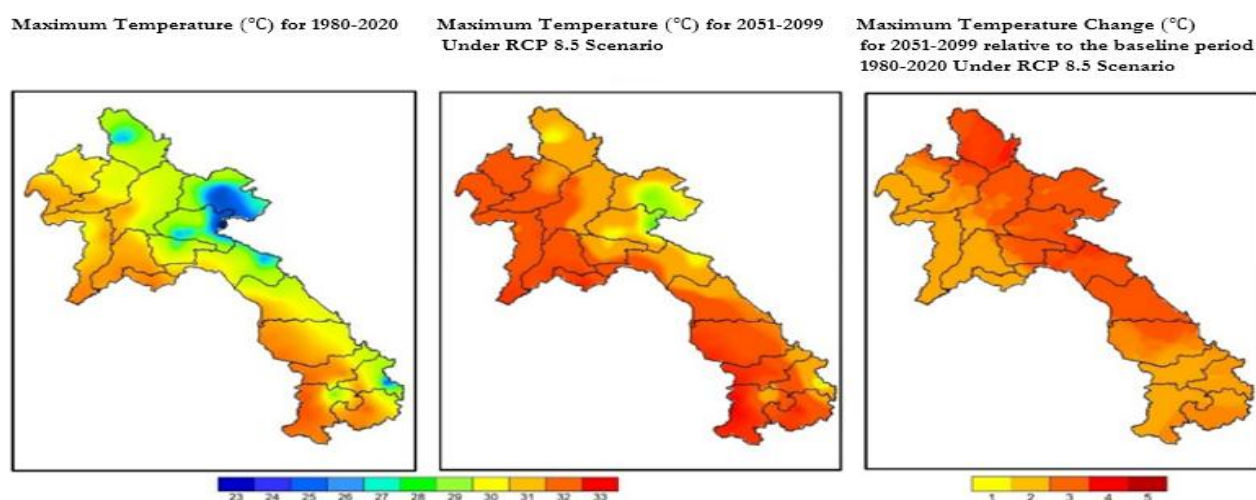 Maximum Temperature (℃) for 1980-2020
Maximum Temperature (℃) for 2051-2099
Under RCP 8.5 Scenario
Maximum Temperature Change (℃)
for 2051-2099 relative to the baseline period
1980-2020 Under RCP 8.5 Scenario
23 24 25 26 27 28 29 30 31 32 33
1 2 3 4 5